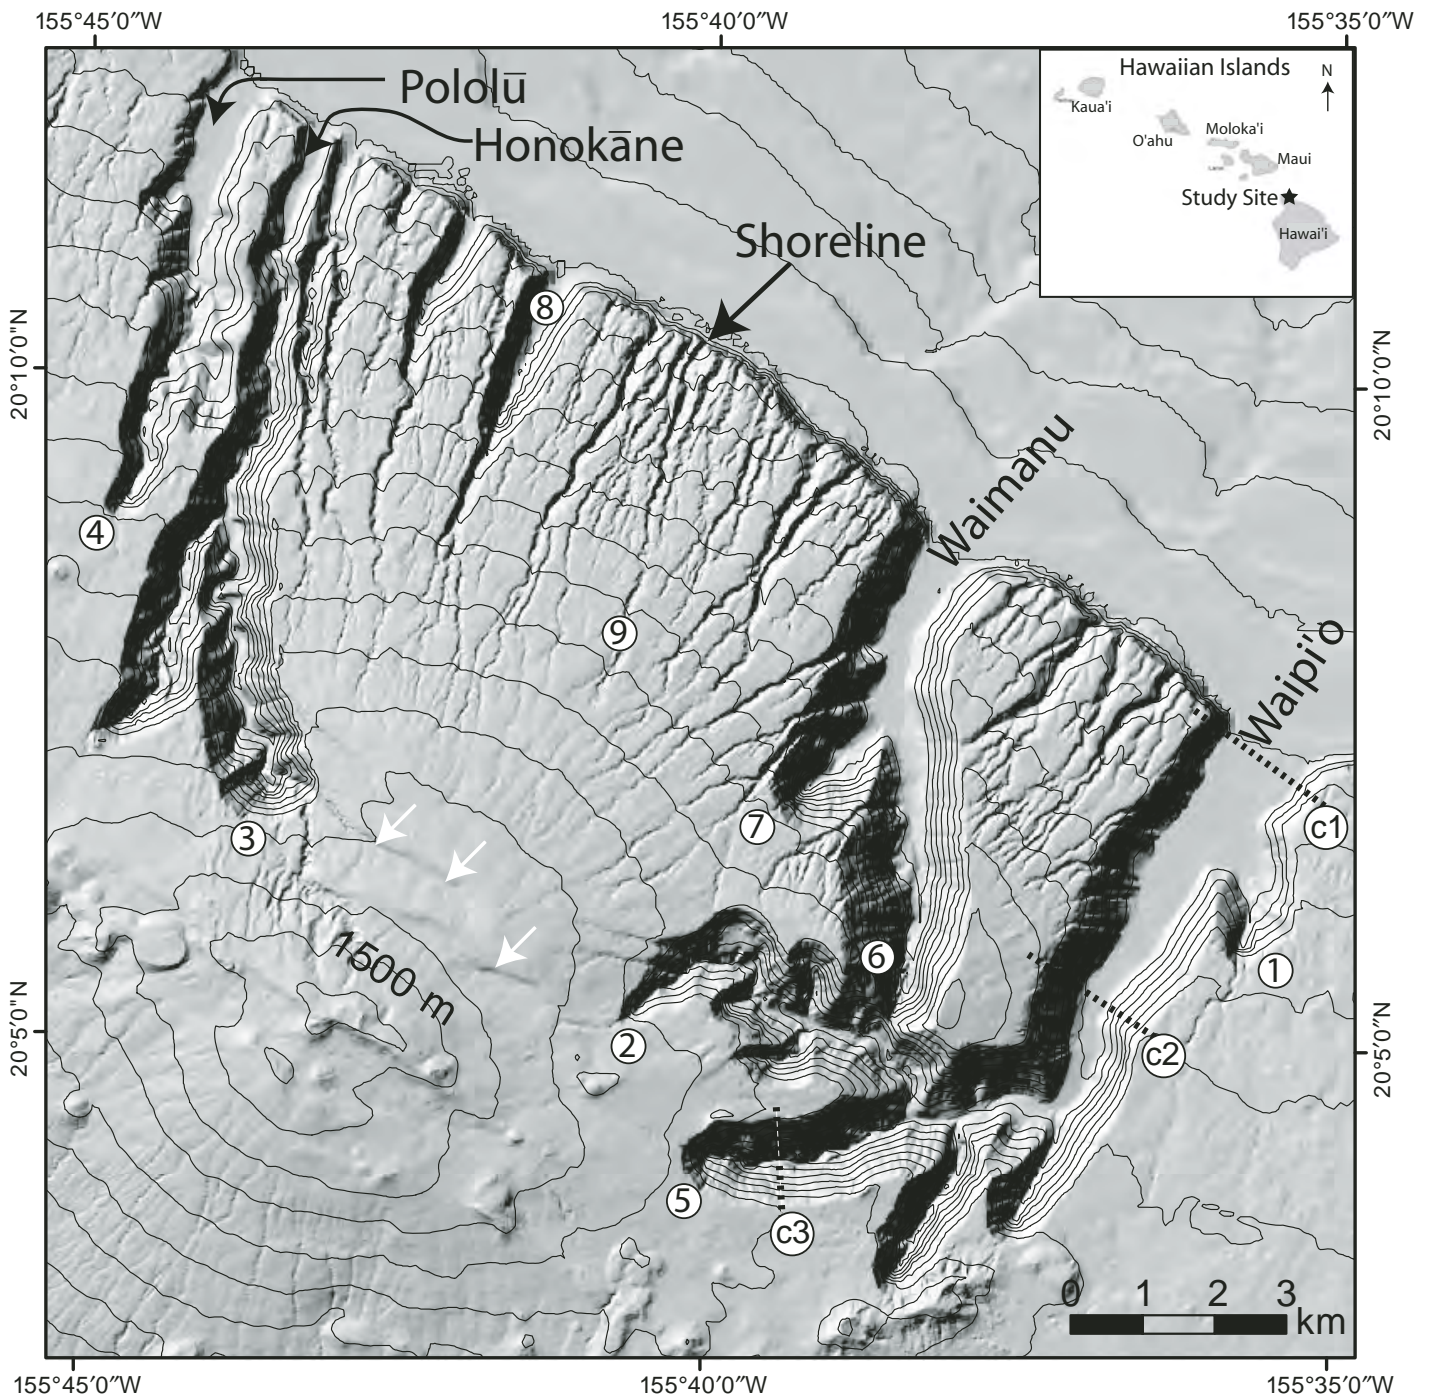 155°45′0″W
155°40′0″W
155°35′0″W
Hawaiian Islands
N
Kaua'i
O'ahu
Moloka'i
Maui
Study Site
Hawai'i
Pololū
Honokāne
Shoreline
8
20°10′0″N
20°10′0″N
Waimanu
4
9
Waipi'o
7
3
c1
6
1
1500 m
2
c2
20°5′0″N
20°5′0″N
5
c3
0 1 2 3
km
155°45′0″W
155°40′0″W
155°35′0″W